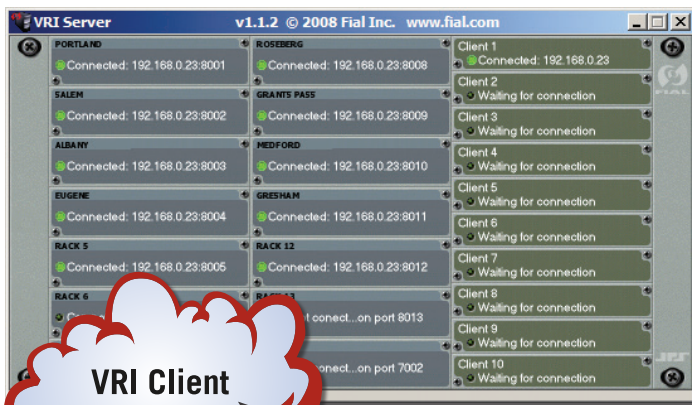 VRI Server v1.1.2 © 2008 Fial Inc. www.fial.com
PORTLAND
Connected: 192.168.0.23:8001
SALEM
Connected: 192.168.0.23:8002
ALBANY
Connected: 192.168.0.23:8003
EUGENE
Connected: 192.168.0.23:8004
RACK 5
Connected: 192.168.0.23:8005
RACK 6
ROSEBERG
Connected: 192.168.0.23:8008
GRANTS PASS
Connected: 192.168.0.23:8009
MEDFORD
Connected: 192.168.0.23:8010
GRESHAM
Connected: 192.168.0.23:8011
RACK 12
Connected: 192.168.0.23:8012
conect...on port 8013
onect...on port 7002
Client 1
Connected: 192.168.0.23
Client 2
Waiting for connection
Client 3
Waiting for connection
Client 4
Waiting for connection
Client 5
Waiting for connection
Client 6
Waiting for connection
Client 7
Waiting for connection
Client 8
Waiting for connection
Client 9
Waiting for connection
Client 10
Waiting for connection
FIAL
VRI Client